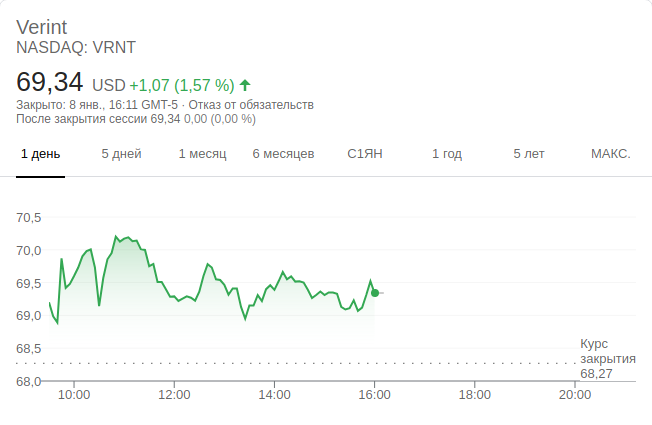 Verint
NASDAQ: VRNT
69,34 USD +1,07 (1,57 %)
Закрыто: 8 янв., 16:11 GMT-5 · Отказ от обязательств
После закрытия сессии 69,34 0,00 (0,00 %)
1 день 5 дней 1 месяц 6 месяцев С1ЯН 1 год 5 лет МАКС.
70,5
70,0
69,5
69,0
68,5
68,0
Курс
закрытия
68,27
10:00 12:00 14:00 16:00 18:00 20:00